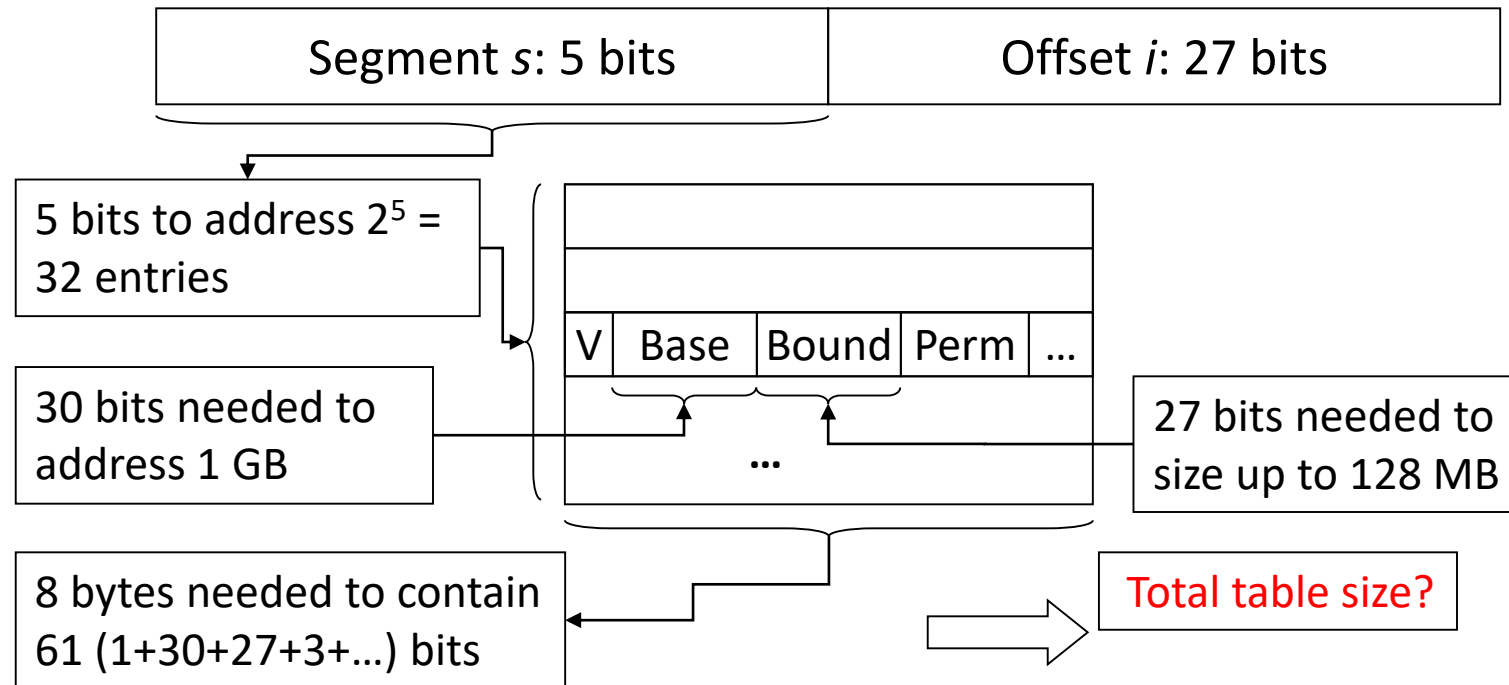 Segment s: 5 bits
Offset i: 27 bits
5 bits to address 2⁵ =
32 entries
V
Base
Bound
Perm
...
30 bits needed to
address 1 GB
...
27 bits needed to
size up to 128 MB
8 bytes needed to contain
61 (1+30+27+3+...) bits
Total table size?